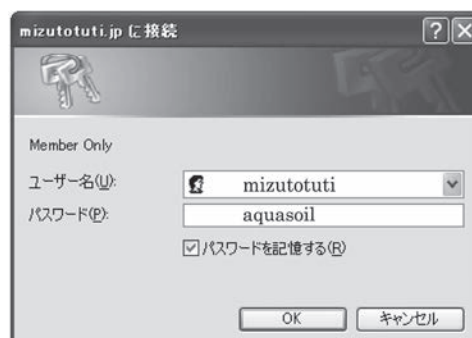 mizutotuti.jp に接続
Member Only
ユーザー名(U): mizutotuti
パスワード(P): aquasoil
パスワードを記憶する(R)
OK キャンセル